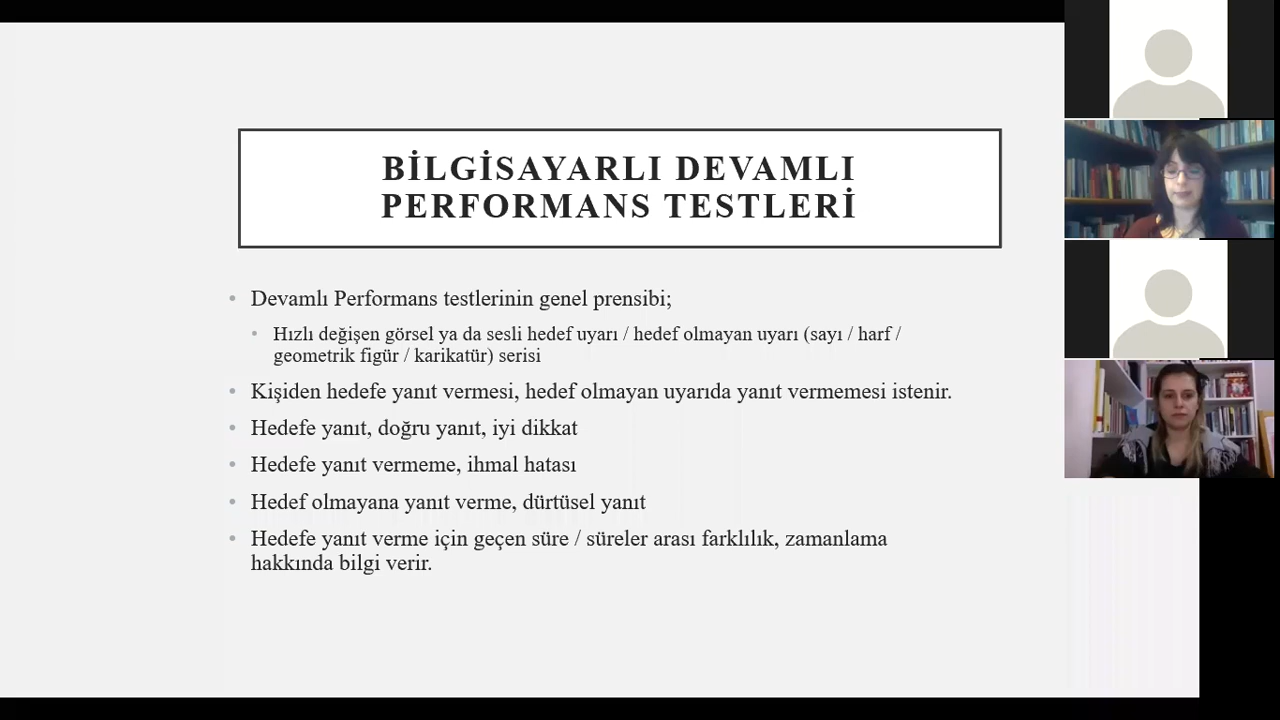 BİLGİSAYARLI DEVAMLI
PERFORMANS TESTLERİ
• Devamlı Performans testlerinin genel prensibi;
• Hızlı değişen görsel ya da sesli hedef uyarı / hedef olmayan uyarı (sayı / harf /
geometrik figür / karikatür) serisi
• Kişiden hedefe yanıt vermesi, hedef olmayan uyarıda yanıt vermemesi istenir.
• Hedefe yanıt, doğru yanıt, iyi dikkat
• Hedefe yanıt vermeme, ihmal hatası
• Hedef olmayana yanıt verme, dürtüsel yanıt
• Hedefe yanıt verme için geçen süre / süreler arası farklılık, zamanlama
hakkında bilgi verir.